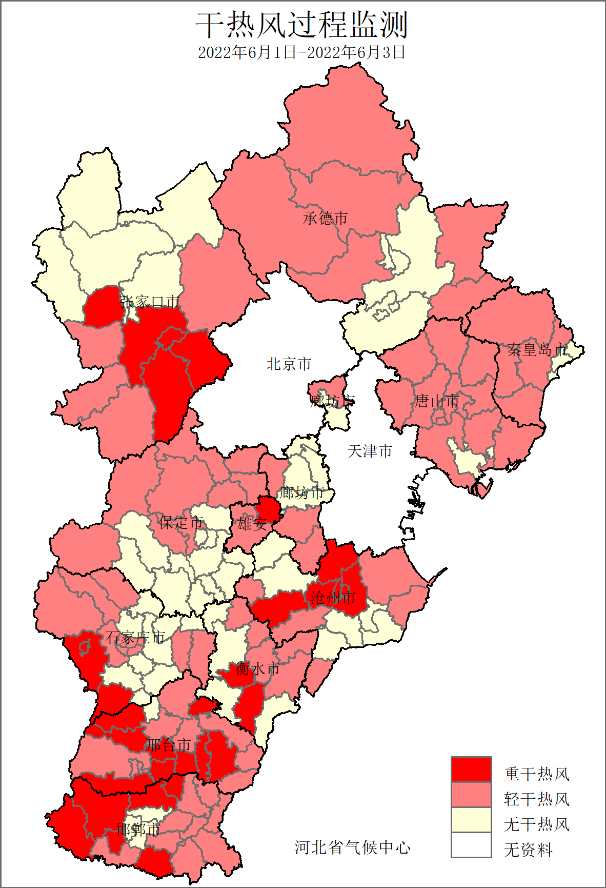 干热风过程监测
2022年6月1日-2022年6月3日
承德市
张家口市
秦皇岛市
北京市
廊坊市
唐山市
天津市
廊坊市
保定市
雄安
沧州市
石家庄市
衡水市
邢台市
邯郸市
重干热风
轻干热风
无干热风
无资料
河北省气候中心